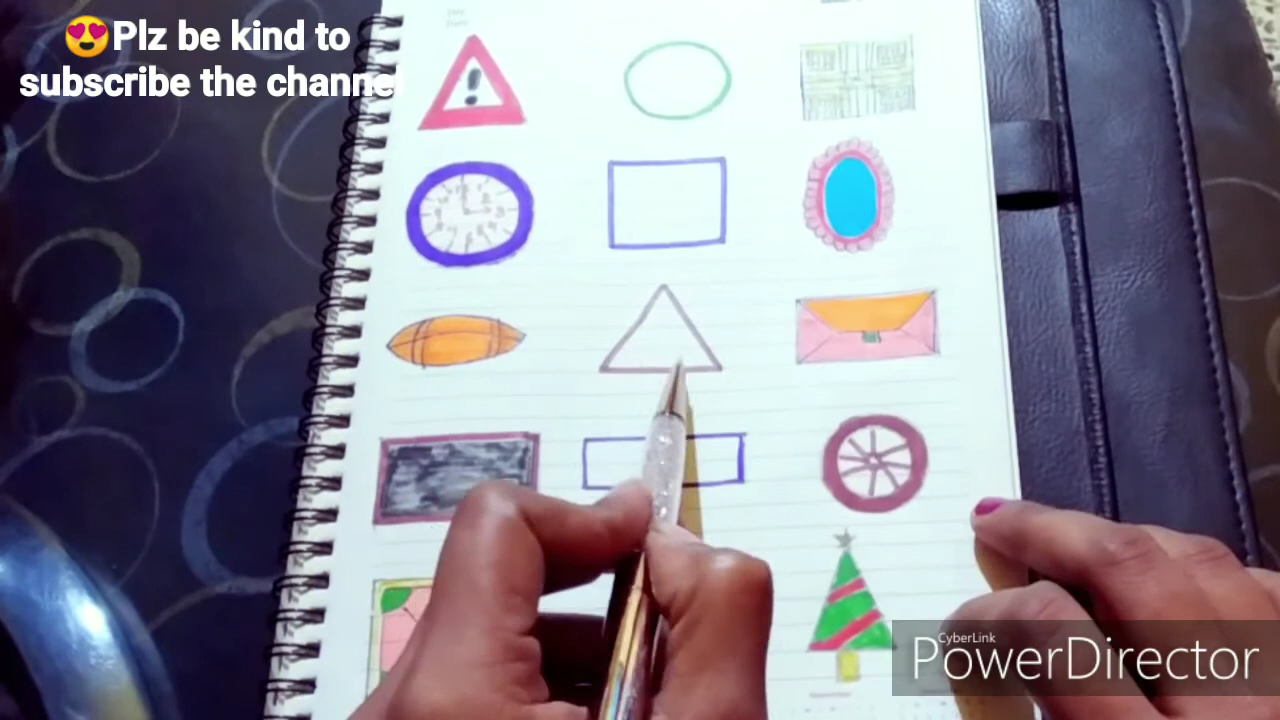 😍Plz be kind to
subscribe the channel
CyberLink
PowerDirector